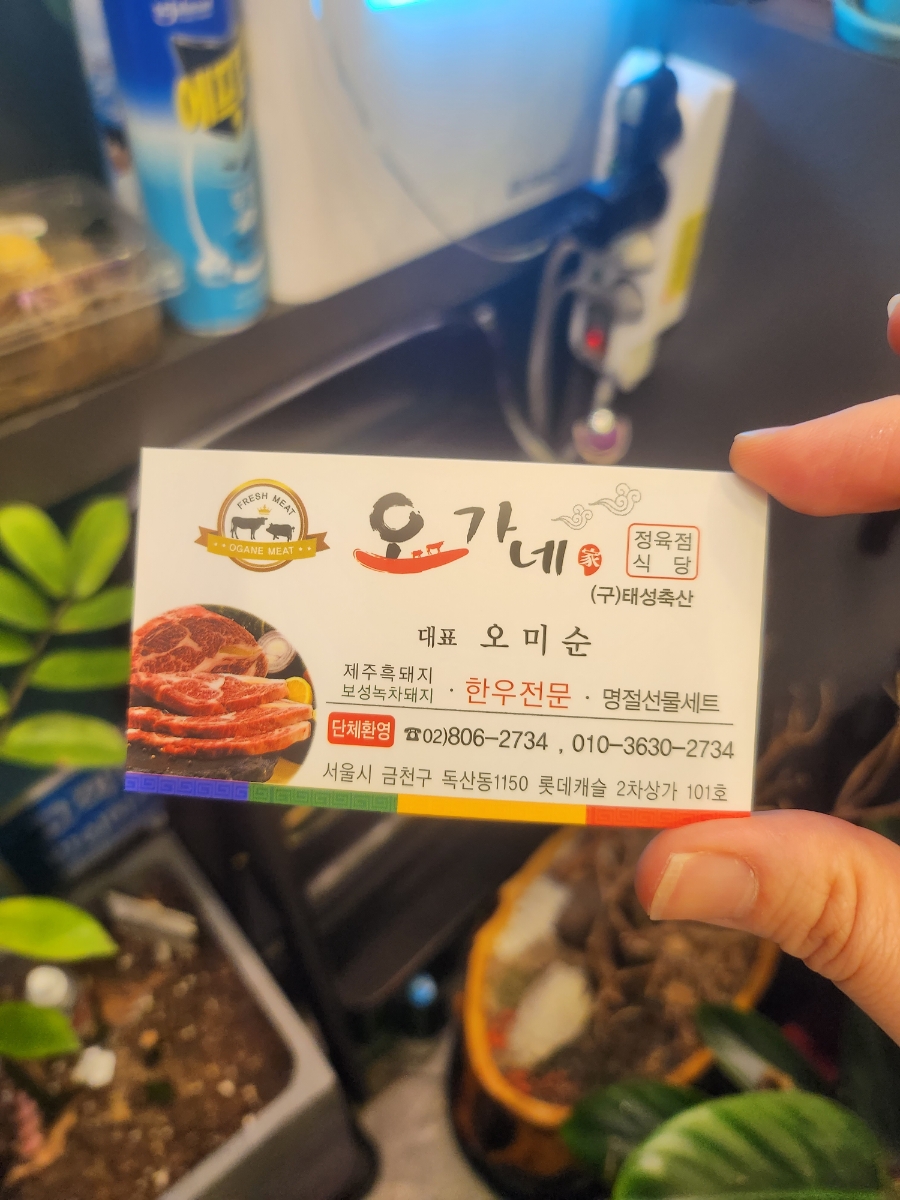 에프
FRESH MEAT
OGANE MEAT
오가네 家
정육점
식당
(구)태성축산
대표 오미순
제주흑돼지
보성녹차돼지 · 한우전문 · 명절선물세트
단체환영 ☎02)806-2734 , 010-3630-2734
서울시 금천구 독산동1150 롯데캐슬 2차상가 101호